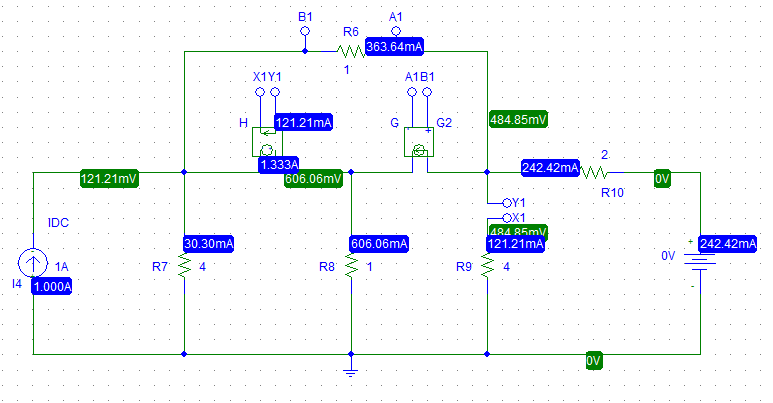 B1 A1
R6
363.64mA
1
X1Y1 A1B1
484.85mV
H 121.21mA G - + G2
1.333A
2
121.21mV 606.06mV 242.42mA 0V
R10
Y1
X1
IDC
484.85mV
30.30mA 606.06mA 121.21mA + 242.42mA
0V
1A R7 4 R8 1 R9 4
I4 1.000A -
0V